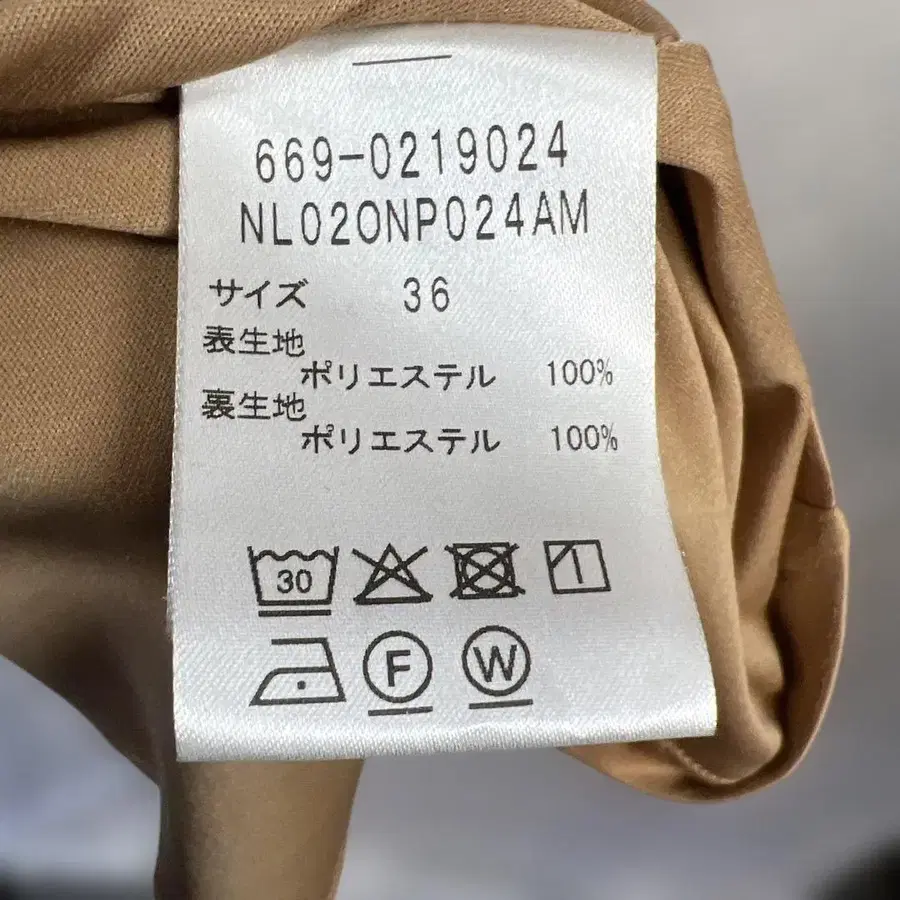 669-0219024
NL020NP024AM
サイズ 36
表生地
ポリエステル 100%
裏生地
ポリエステル 100%
30
F W